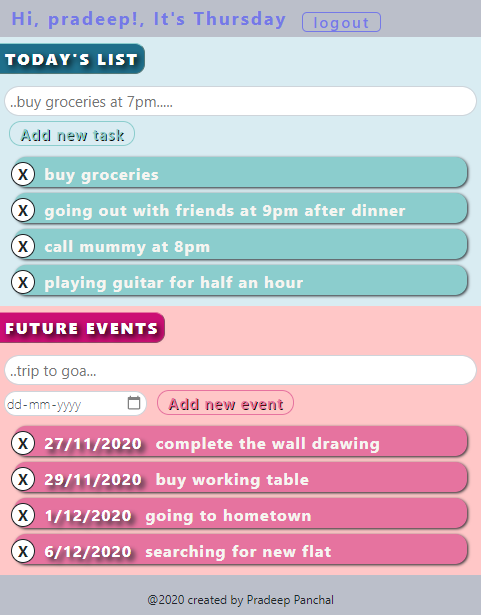 Hi, pradeep!, It's Thursday logout
TODAY'S LIST
..buy groceries at 7pm.....
Add new task
X buy groceries
X going out with friends at 9pm after dinner
X call mummy at 8pm
X playing guitar for half an hour
FUTURE EVENTS
..trip to goa...
dd-mm-yyyy Add new event
X 27/11/2020 complete the wall drawing
X 29/11/2020 buy working table
X 1/12/2020 going to hometown
X 6/12/2020 searching for new flat
@2020 created by Pradeep Panchal